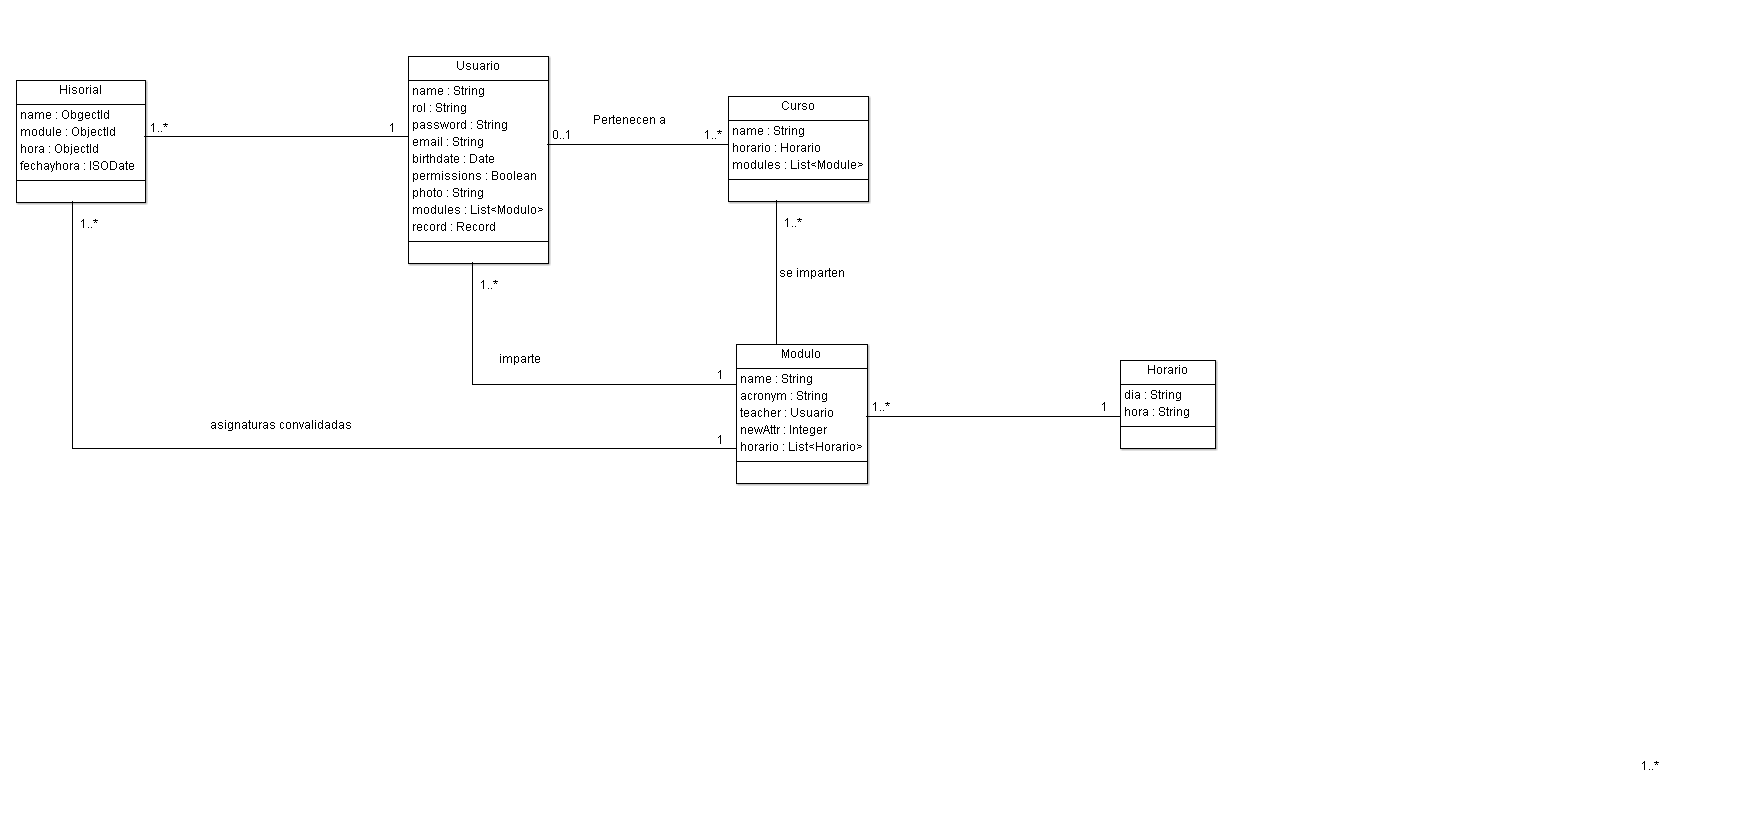 Hisorial
name : ObgectId
module : ObjectId
hora : ObjectId
fechayhora : ISODate
1..*
1
1..*
Usuario
name : String
rol : String
password : String
email : String
birthdate : Date
permissions : Boolean
photo : String
modules : List<Modulo>
record : Record
0..1
Pertenecen a
1..*
1..*
imparte
1
Curso
name : String
horario : Horario
modules : List<Module>
1..*
se imparten
asignaturas convalidadas
1
Modulo
name : String
acronym : String
teacher : Usuario
newAttr : Integer
horario : List<Horario>
1..*
1
Horario
dia : String
hora : String
1..*